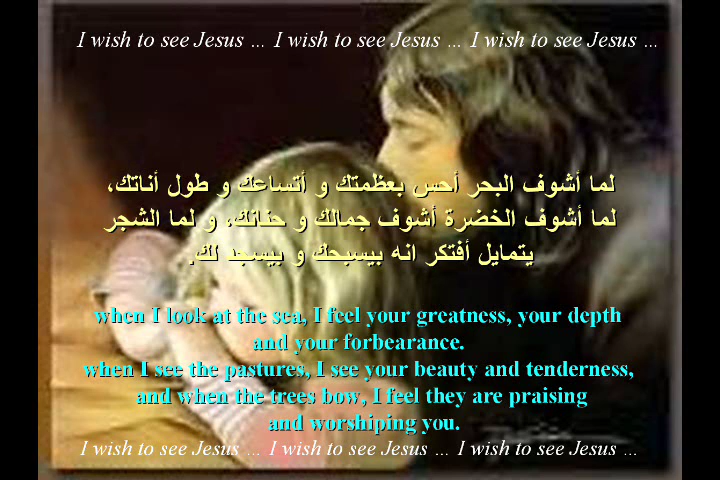 I wish to see Jesus ... I wish to see Jesus ... I wish to see Jesus ...
لما أشوف البحر أحس بعظمتك و أتساعك و طول أناتك،
لما أشوف الخضرة أشوف جمالك و حنانك، و لما الشجر
يتمايل أفتكر انه بيسبحك و بيسجد لك.
when I look at the sea, I feel your greatness, your depth
and your forbearance.
when I see the pastures, I see your beauty and tenderness,
and when the trees bow, I feel they are praising
and worshiping you.
I wish to see Jesus ... I wish to see Jesus ... I wish to see Jesus ...